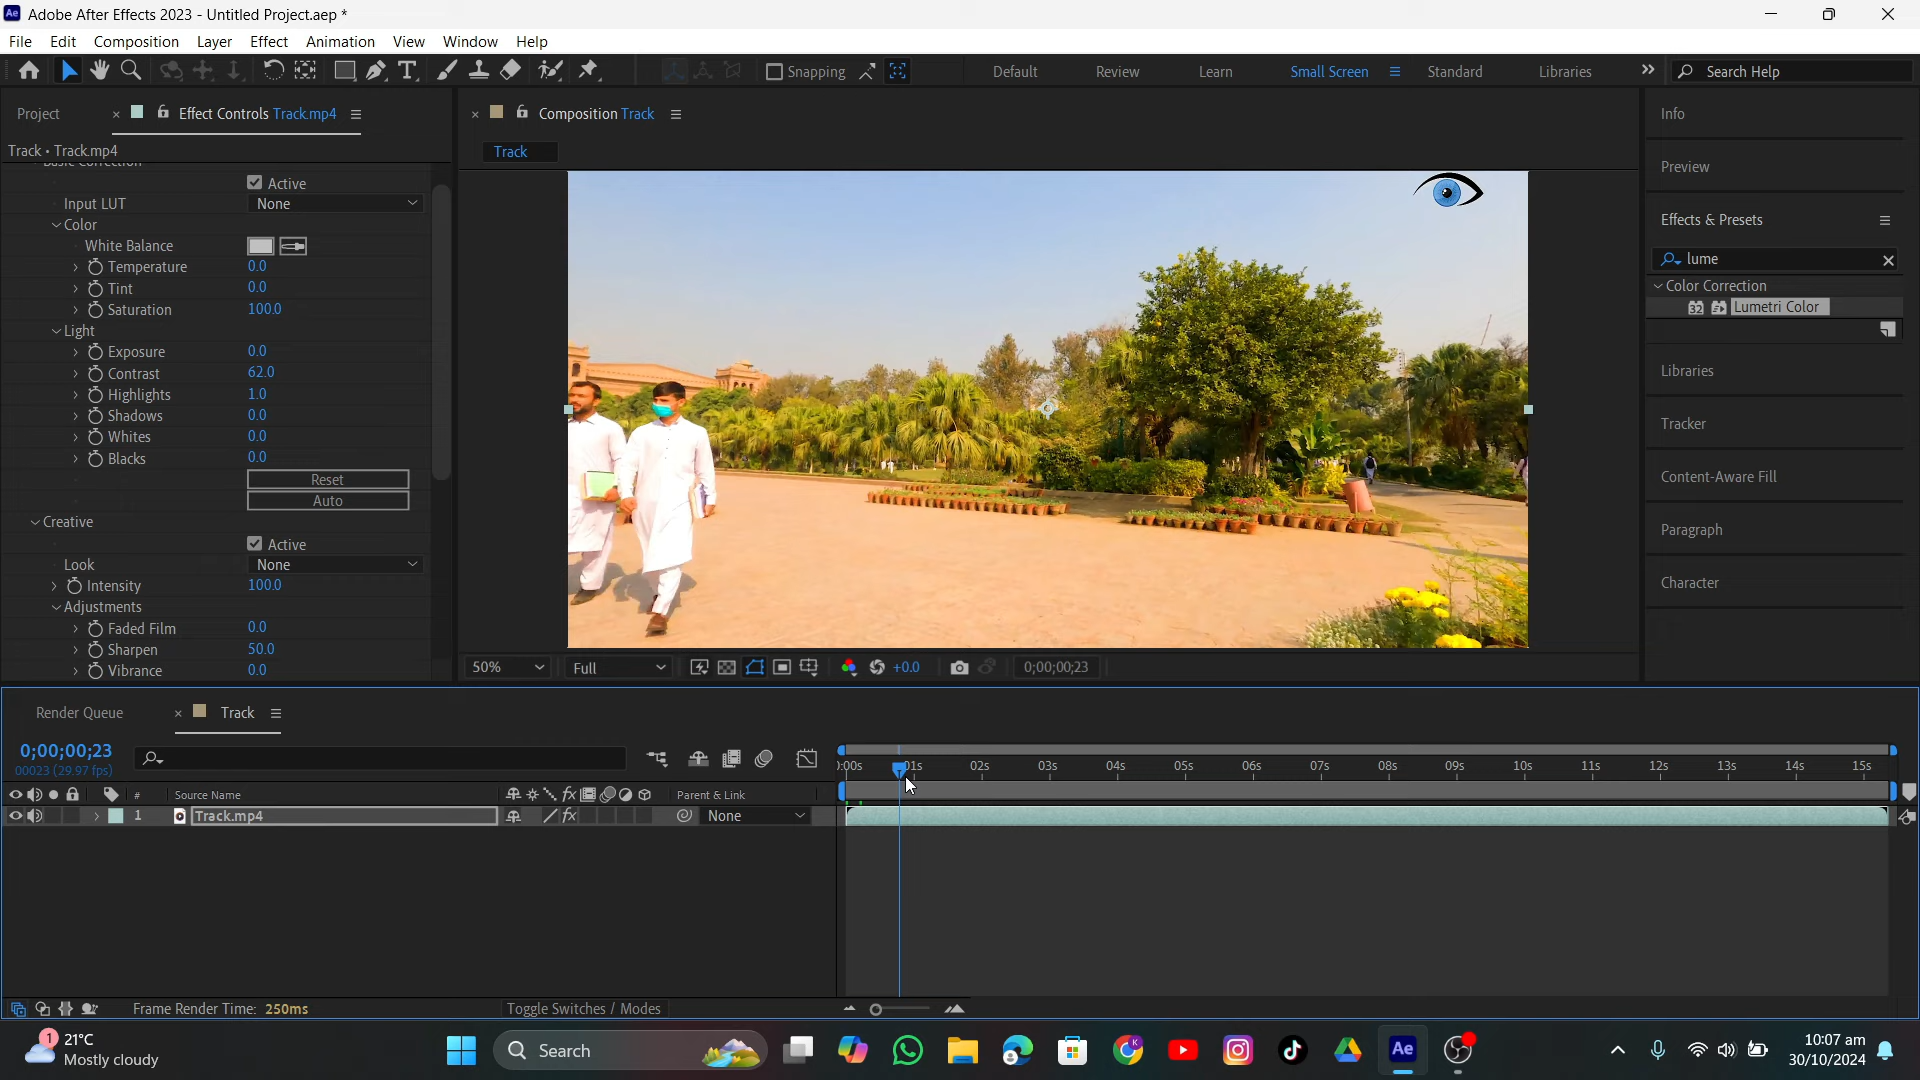 Adobe After Effects 2023 - Untitled Project.aep *
File Edit Composition Layer Effect Animation View Window Help
Snapping Default Review Learn Small Screen Standard Libraries Search Help
Project Effect Controls Track.mp4 Composition Track Info
Track • Track.mp4 Track
Basic Correction
Active
Input LUT None
Color
White Balance
Temperature 0.0
Tint 0.0
Saturation 100.0
Light
Exposure 0.0
Contrast 62.0
Highlights 1.0
Shadows 0.0
Whites 0.0
Blacks 0.0
Reset
Auto
Creative
Active
Look None
Intensity 100.0
Adjustments
Faded Film 0.0
Sharpen 50.0
Vibrance 0.0
50% Full +0.0 0;00;00;23
Preview
Effects & Presets
lume
Color Correction
32 Lumetri Color
Libraries
Tracker
Content-Aware Fill
Paragraph
Character
Render Queue Track
0;00;00;23
00023 (29.97 fps)
):00s 01s 02s 03s 04s 05s 06s 07s 08s 09s 10s 11s 12s 13s 14s 15s
# Source Name fx Parent & Link
1 Track.mp4 fx None
Frame Render Time: 250ms Toggle Switches / Modes
1 21°C
Mostly cloudy
Search
Ae
10:07 am
30/10/2024